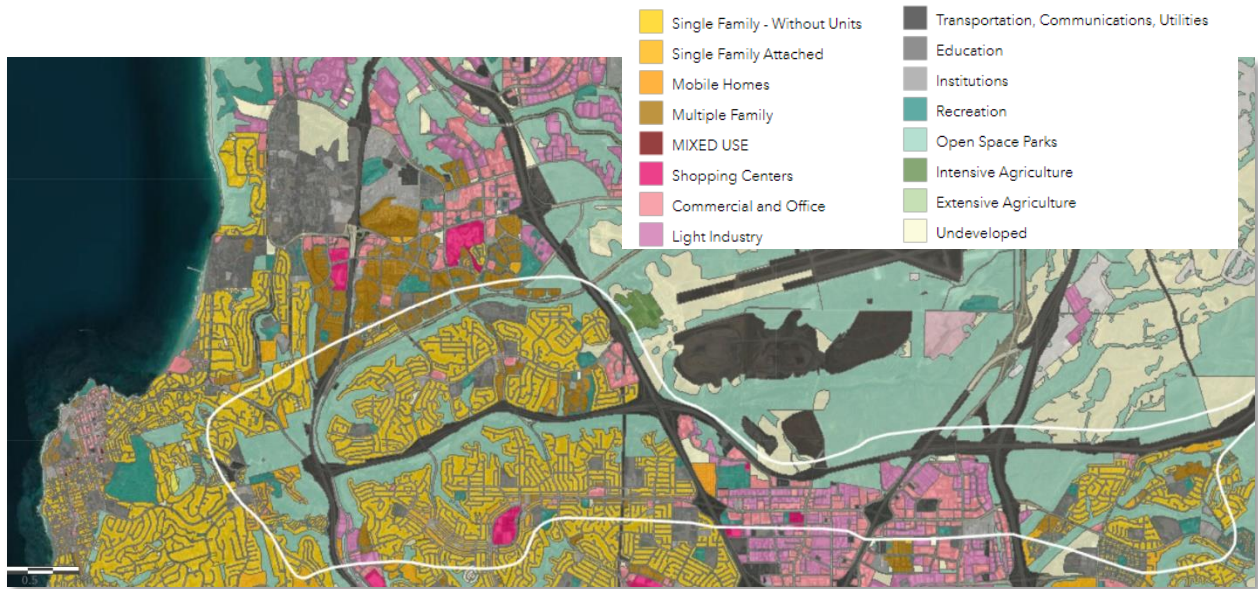 Single Family - Without Units
Single Family Attached
Mobile Homes
Multiple Family
MIXED USE
Shopping Centers
Commercial and Office
Light Industry
Transportation, Communications, Utilities
Education
Institutions
Recreation
Open Space Parks
Intensive Agriculture
Extensive Agriculture
Undeveloped
0.5